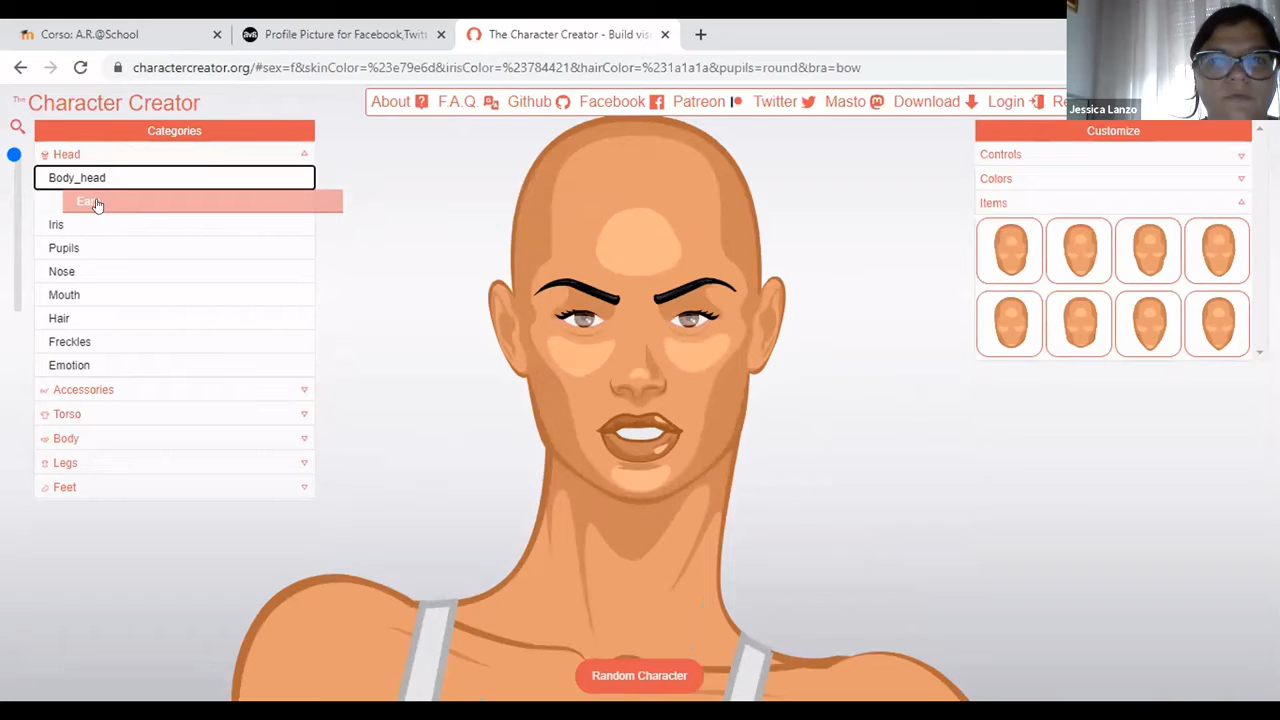 Corso: A.R.@School
Profile Picture for Facebook,Twitt
The Character Creator - Build vis
charactercreator.org/#sex=f&skinColor=%23e79e6d&irisColor=%23784421&hairColor=%231a1a1a&pupils=round&bra=bow
Jessica Lanzo
The Character Creator
About
F.A.Q.
Github
Facebook
Patreon
Twitter
Masto
Download
Login
Re
Categories
Head
Body_head
Iris
Pupils
Nose
Mouth
Hair
Freckles
Emotion
Accessories
Torso
Body
Legs
Feet
Customize
Controls
Colors
Items
Random Character